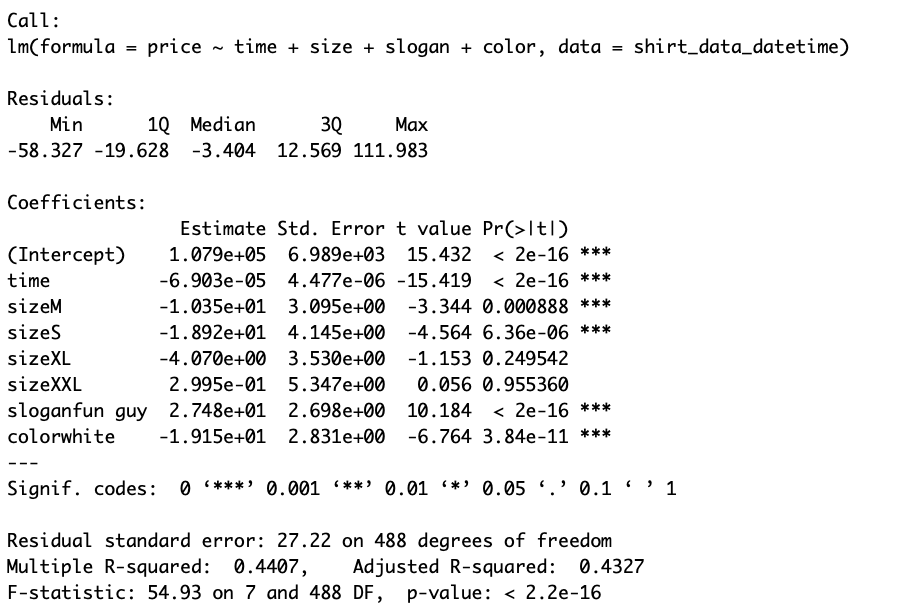 Call:
lm(formula = price ~ time + size + slogan + color, data = shirt_data_datetime)
Residuals:
    Min      1Q  Median      3Q     Max
-58.327 -19.628  -3.404  12.569 111.983
Coefficients:
                Estimate Std. Error t value Pr(>|t|)
(Intercept)    1.079e+05  6.989e+03  15.432  < 2e-16 ***
time          -6.903e-05  4.477e-06 -15.419  < 2e-16 ***
sizeM         -1.035e+01  3.095e+00  -3.344 0.000888 ***
sizeS         -1.892e+01  4.145e+00  -4.564 6.36e-06 ***
sizeXL        -4.070e+00  3.530e+00  -1.153 0.249542
sizeXXL        2.995e-01  5.347e+00   0.056 0.955360
sloganfun guy  2.748e+01  2.698e+00  10.184  < 2e-16 ***
colorwhite    -1.915e+01  2.831e+00  -6.764 3.84e-11 ***
---
Signif. codes:  0 ‘***’ 0.001 ‘**’ 0.01 ‘*’ 0.05 ‘.’ 0.1 ‘ ’ 1
Residual standard error: 27.22 on 488 degrees of freedom
Multiple R-squared:  0.4407,    Adjusted R-squared:  0.4327
F-statistic: 54.93 on 7 and 488 DF,  p-value: < 2.2e-16